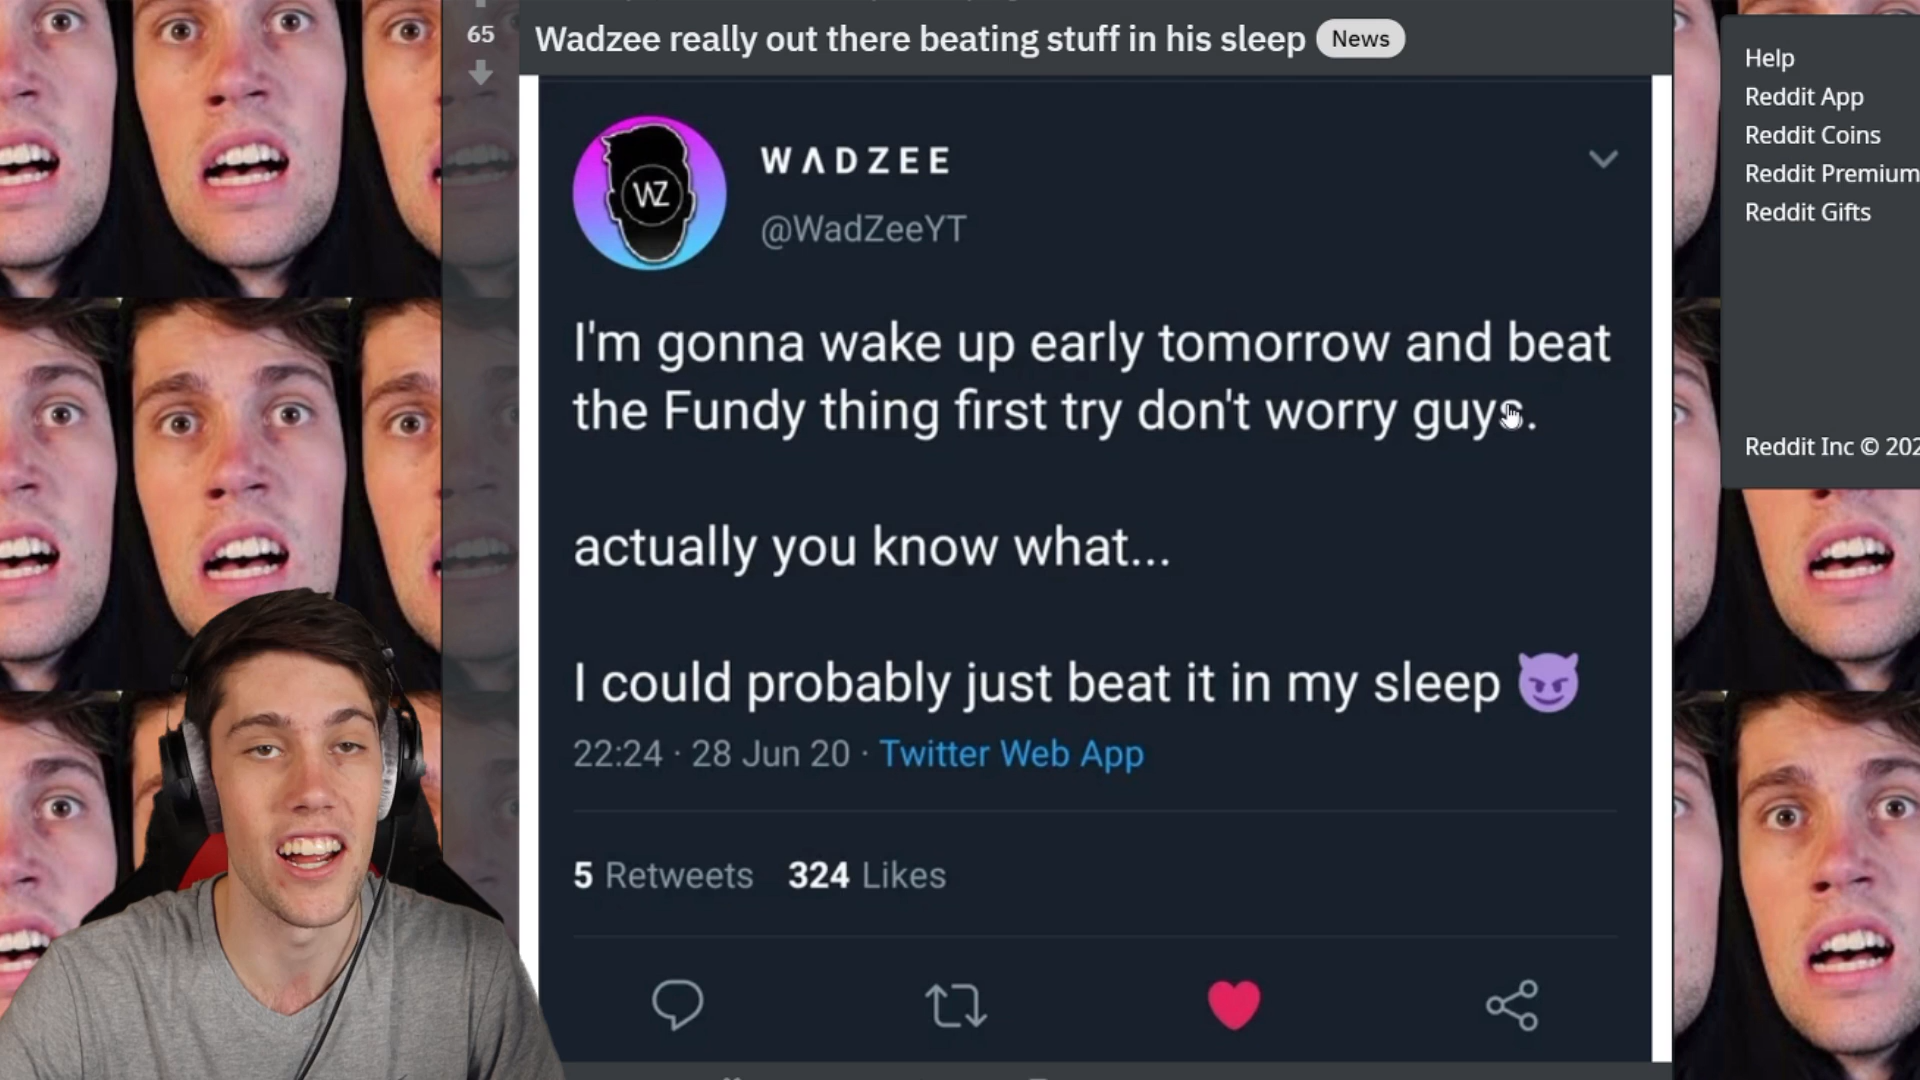 65
Wadzee really out there beating stuff in his sleep News
WZ
WΛDZEE
@WadZeeYT
I'm gonna wake up early tomorrow and beat
the Fundy thing first try don't worry guys.
actually you know what...
I could probably just beat it in my sleep 😈
22:24 · 28 Jun 20 · Twitter Web App
5 Retweets 324 Likes
Help
Reddit App
Reddit Coins
Reddit Premium
Reddit Gifts
Reddit Inc ©